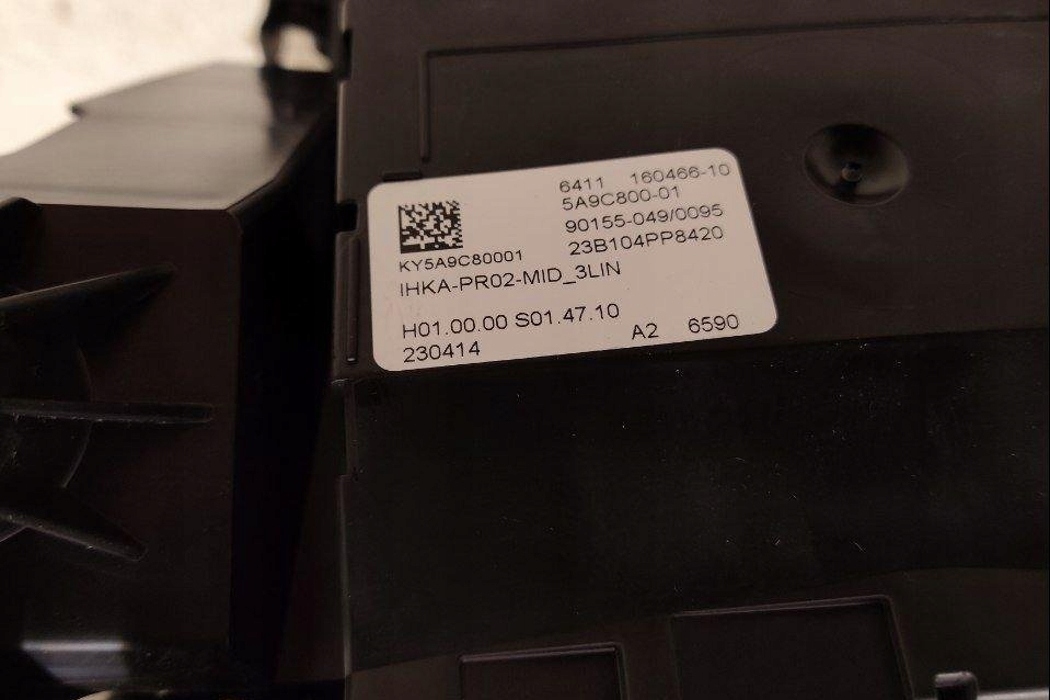 6411 160466-10
5A9C800-01
90155-049/0095
23B104PP8420
KY5A9C80001
IHKA-PR02-MID_3LIN
H01.00.00 S01.47.10
230414 A2 6590